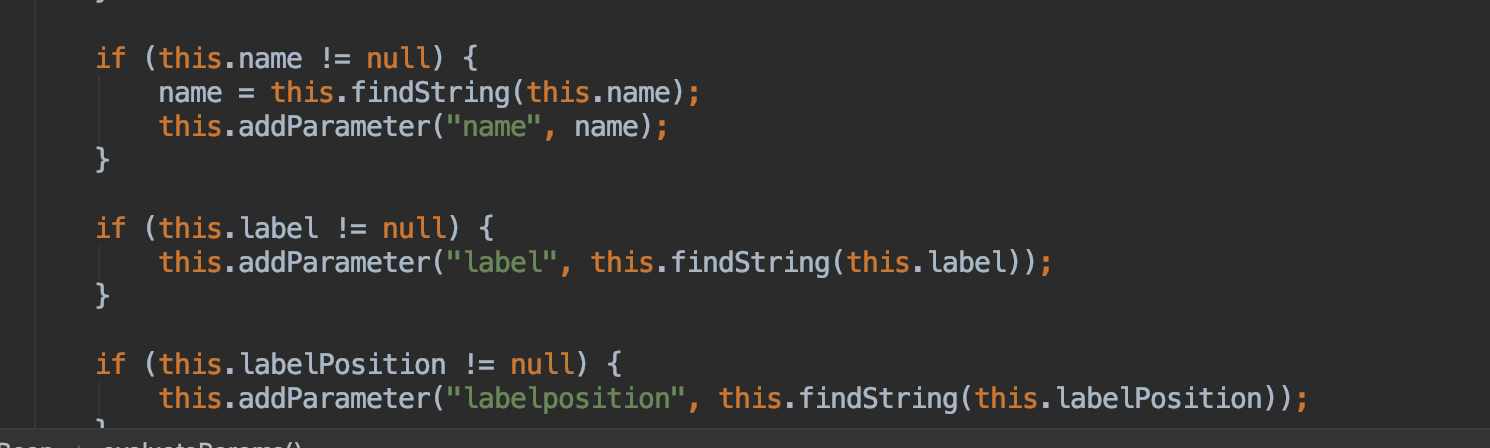 }
if (this.name != null) {
name = this.findString(this.name);
this.addParameter("name", name);
}
if (this.label != null) {
this.addParameter("label", this.findString(this.label));
}
if (this.labelPosition != null) {
this.addParameter("labelposition", this.findString(this.labelPosition));
}
evaluateParams()